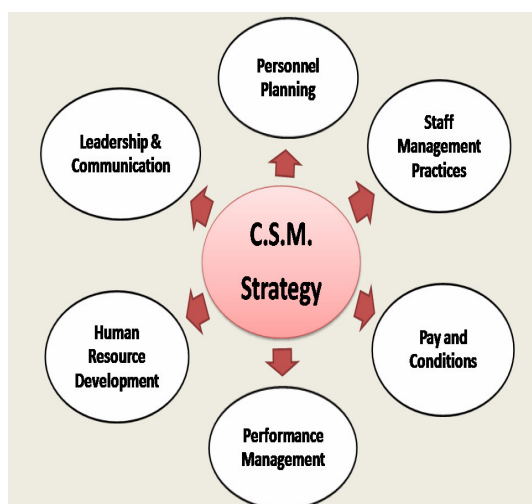 Personnel
Planning
Leadership &
Communication
Staff
Management
Practices
C.S.M.
Strategy
Human
Resource
Development
Pay and
Conditions
Performance
Management